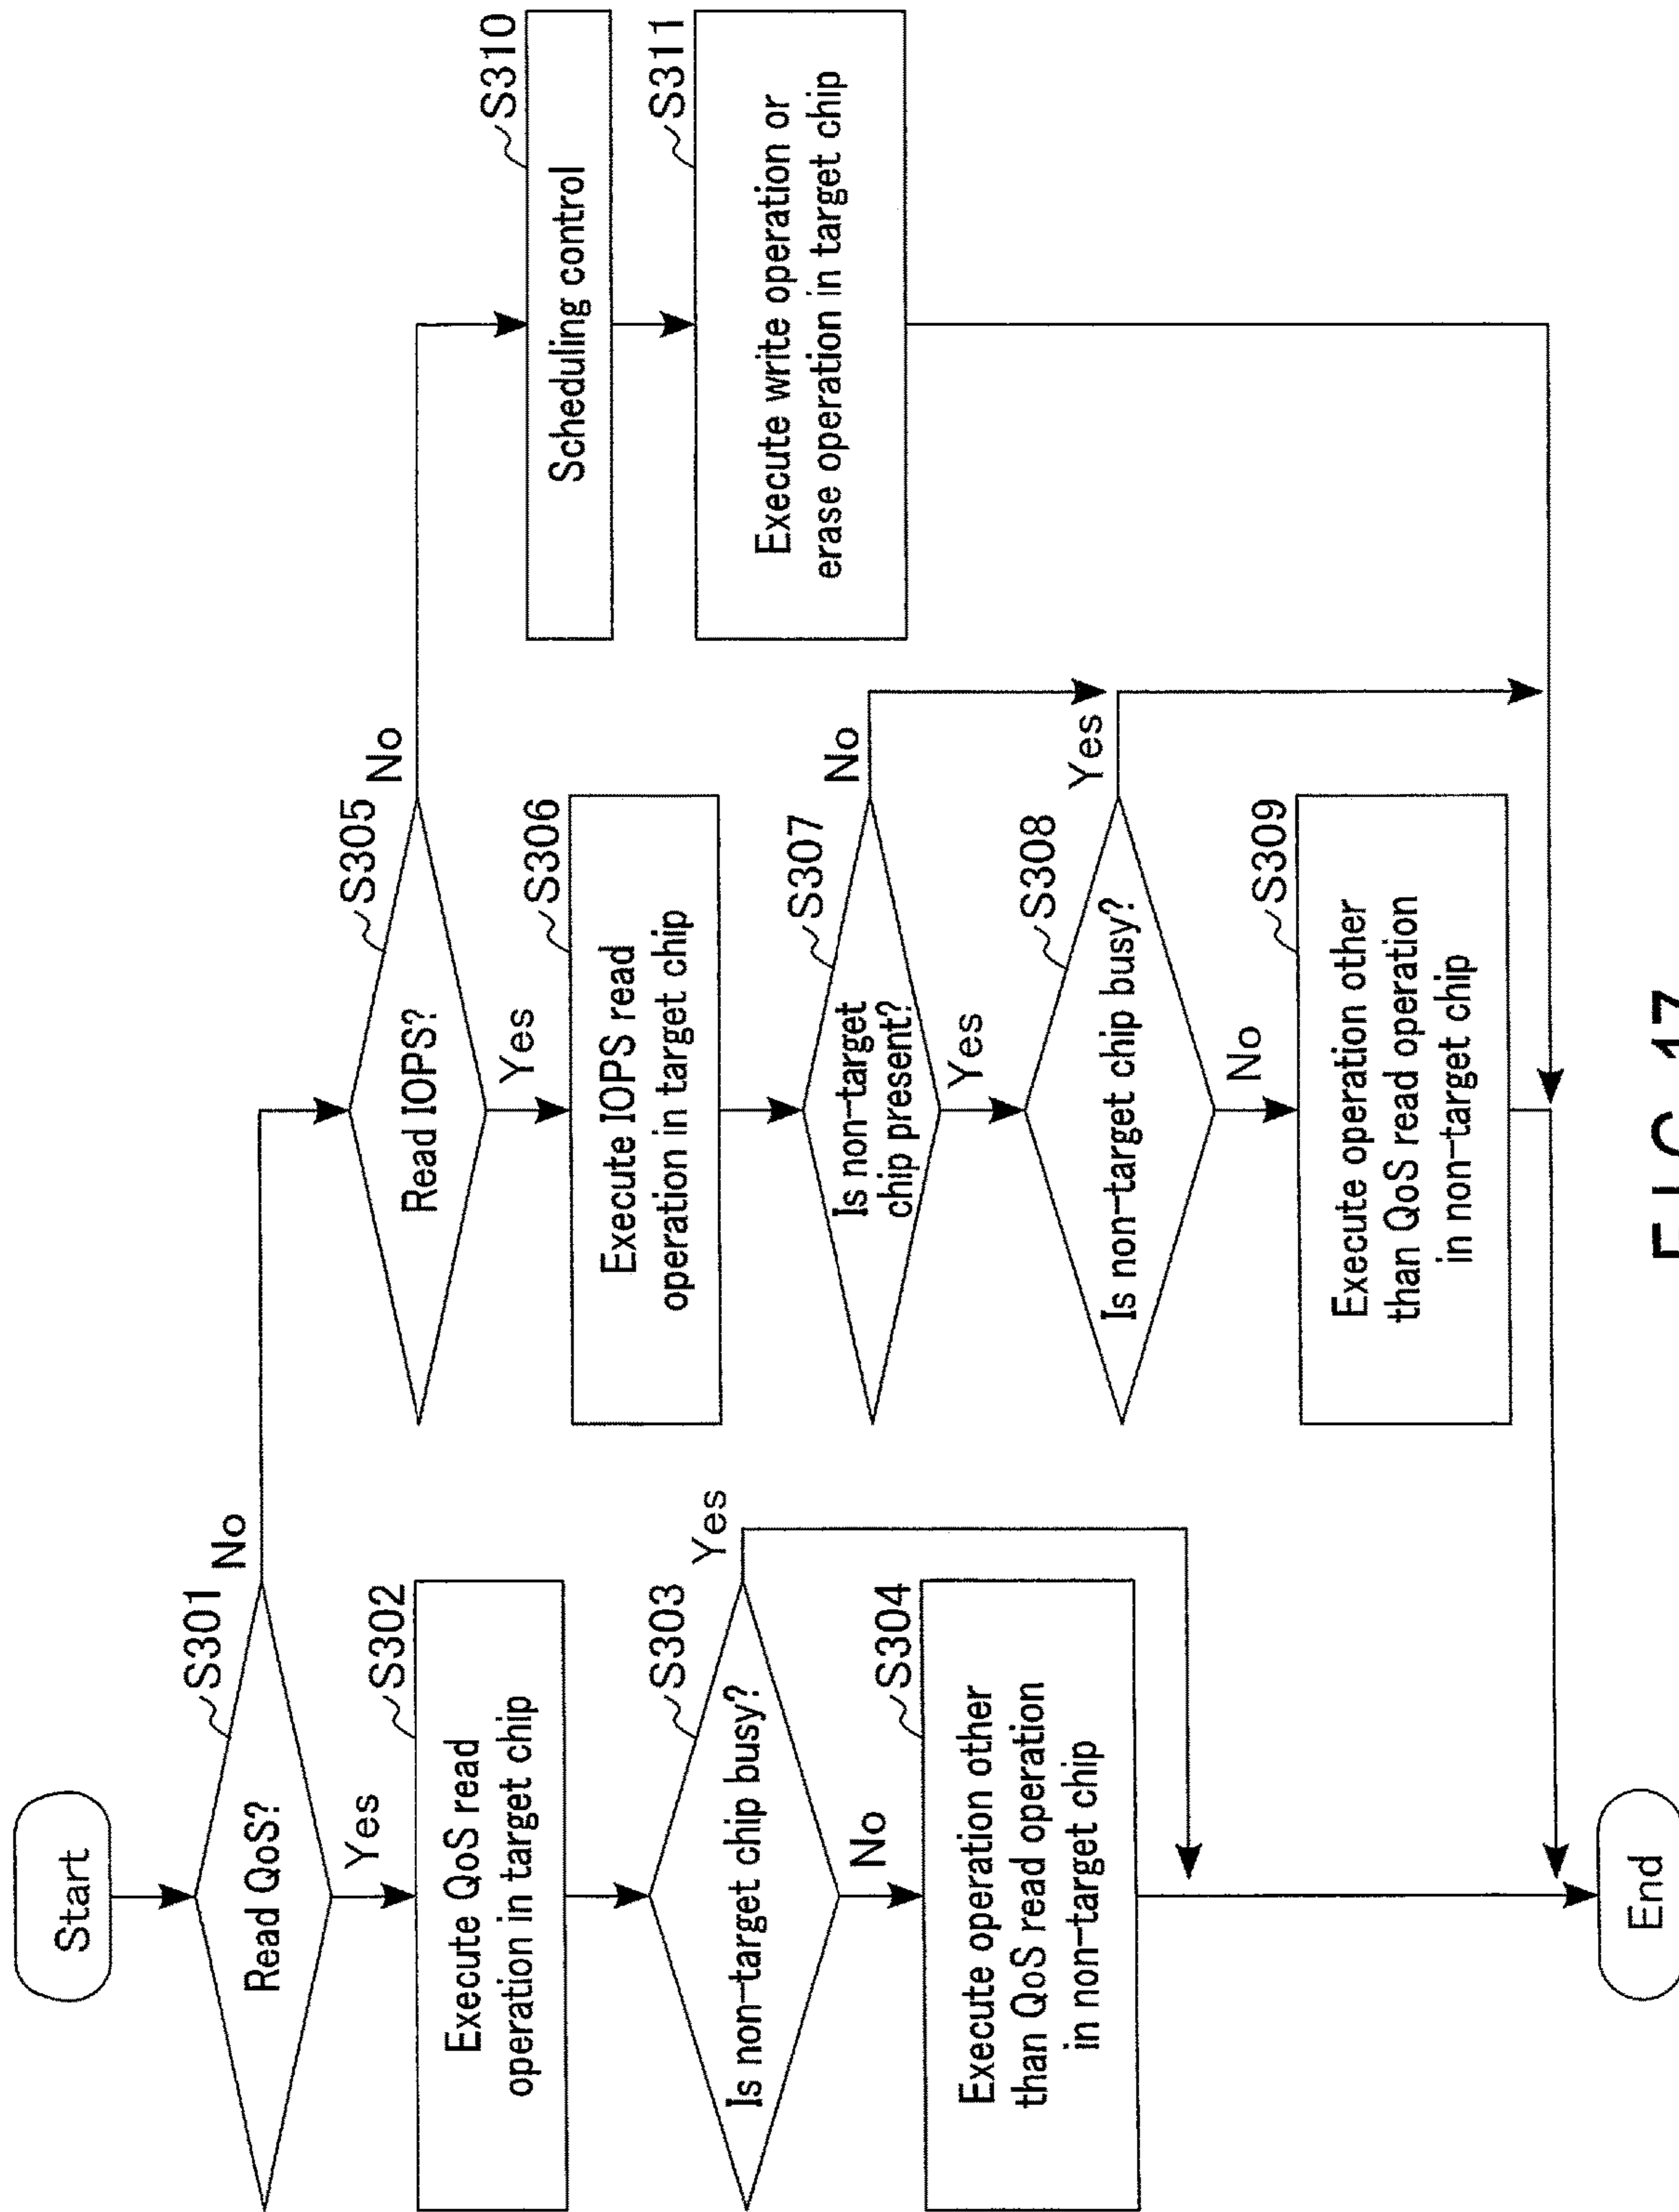 Start
S301
Read QoS?
No
Yes
S302
Execute QoS read
operation in target chip
S303
Is non-target chip busy?
Yes
No
S304
Execute operation other
than QoS read operation
in non-target chip
S305
Read IOPS?
No
Yes
S306
Execute IOPS read
operation in target chip
S307
Is non-target
chip present?
No
Yes
S308
Is non-target chip busy?
Yes
No
S309
Execute operation other
than QoS read operation
in non-target chip
S310
Scheduling control
S311
Execute write operation or
erase operation in target chip
End